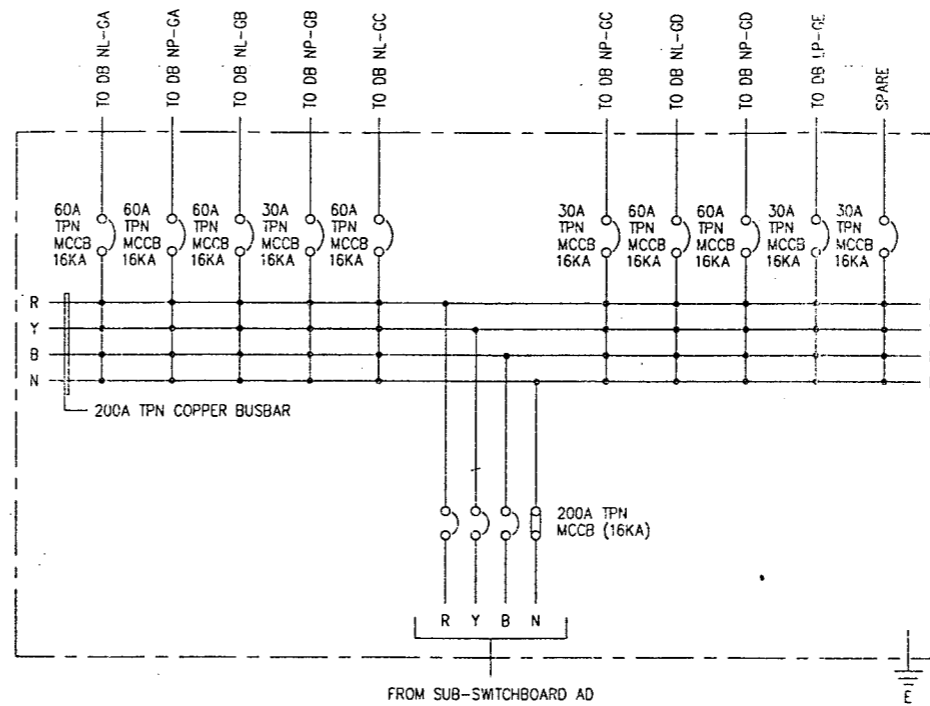 TO DB NL-GA
TO DB NP-GA
TO DB NL-GB
TO DB NP-GB
TO DB NL-GC
TO DB NP-GC
TO DB NL-GD
TO DB NP-GD
TO DB
SPARE
60A
TPN
MCCB
16KA
60A
TPN
MCCB
16KA
60A
TPN
MCCB
16KA
30A
TPN
MCCB
16KA
60A
TPN
MCCB
16KA
30A
TPN
MCCB
16KA
60A
TPN
MCCB
16KA
60A
TPN
MCCB
16KA
30A
TPN
MCCB
16KA
30A
TPN
MCCB
16KA
R
Y
B
N
200A TPN COPPER BUSBAR
200A TPN
MCCB (16KA)
R Y B N
FROM SUB-SWITCHBOARD AD
E